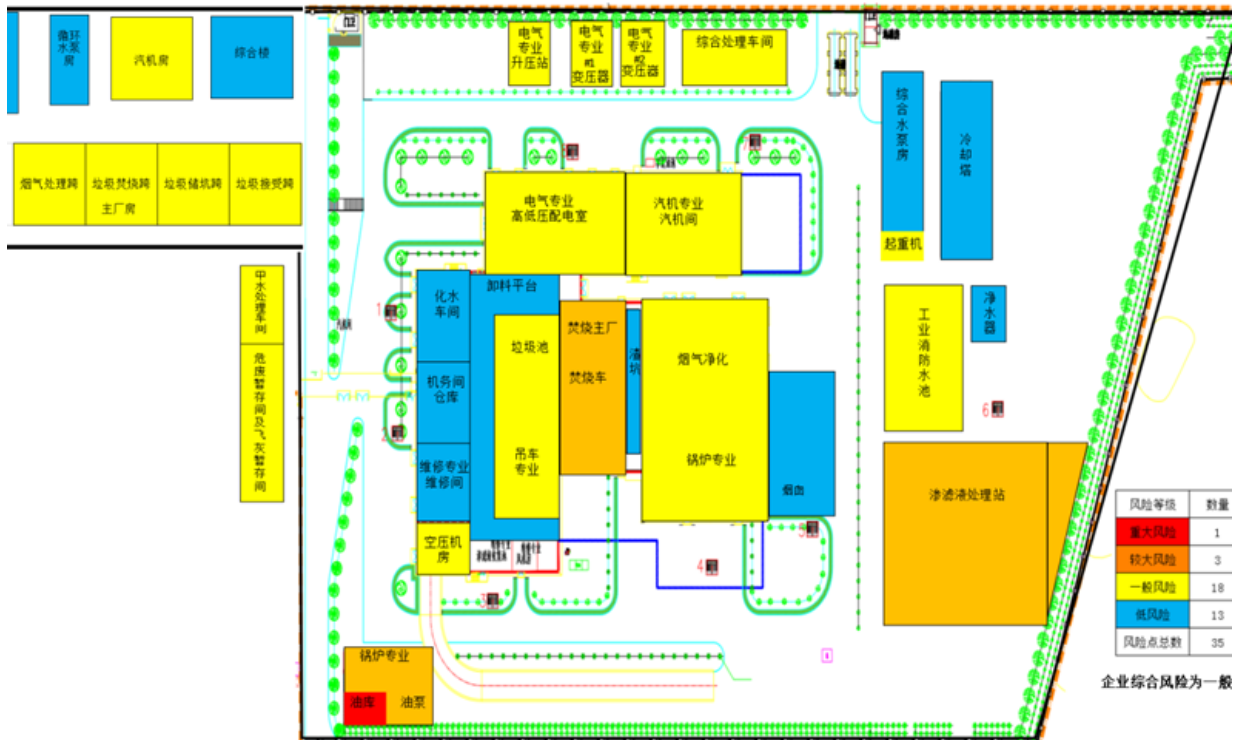 循环
水泵
房
汽机房
综合楼
电气
专业
升压站
电气
专业
#1
变压器
电气
专业
#2
变压器
综合处理车间
综合水泵房
冷却塔
烟气处理跨
垃圾焚烧跨
主厂房
垃圾储坑跨
垃圾接受跨
电气专业
高低压配电室
汽机专业
汽机间
起重机
中水处理车间
危废暂存间及飞灰暂存间
化水
车间
卸料平台
垃圾池
焚烧主厂
焚烧车
渣坑
烟气净化
工业消防水池
净水器
机务间
仓库
吊车
专业
锅炉专业
烟囱
维修专业
维修间
空压机
房
渗滤液处理站
1
2
3
4
5
6
7
锅炉专业
油库
油泵
风险等级 数量
重大风险 1
较大风险 3
一般风险 18
低风险 13
风险点总数 35
企业综合风险为一般